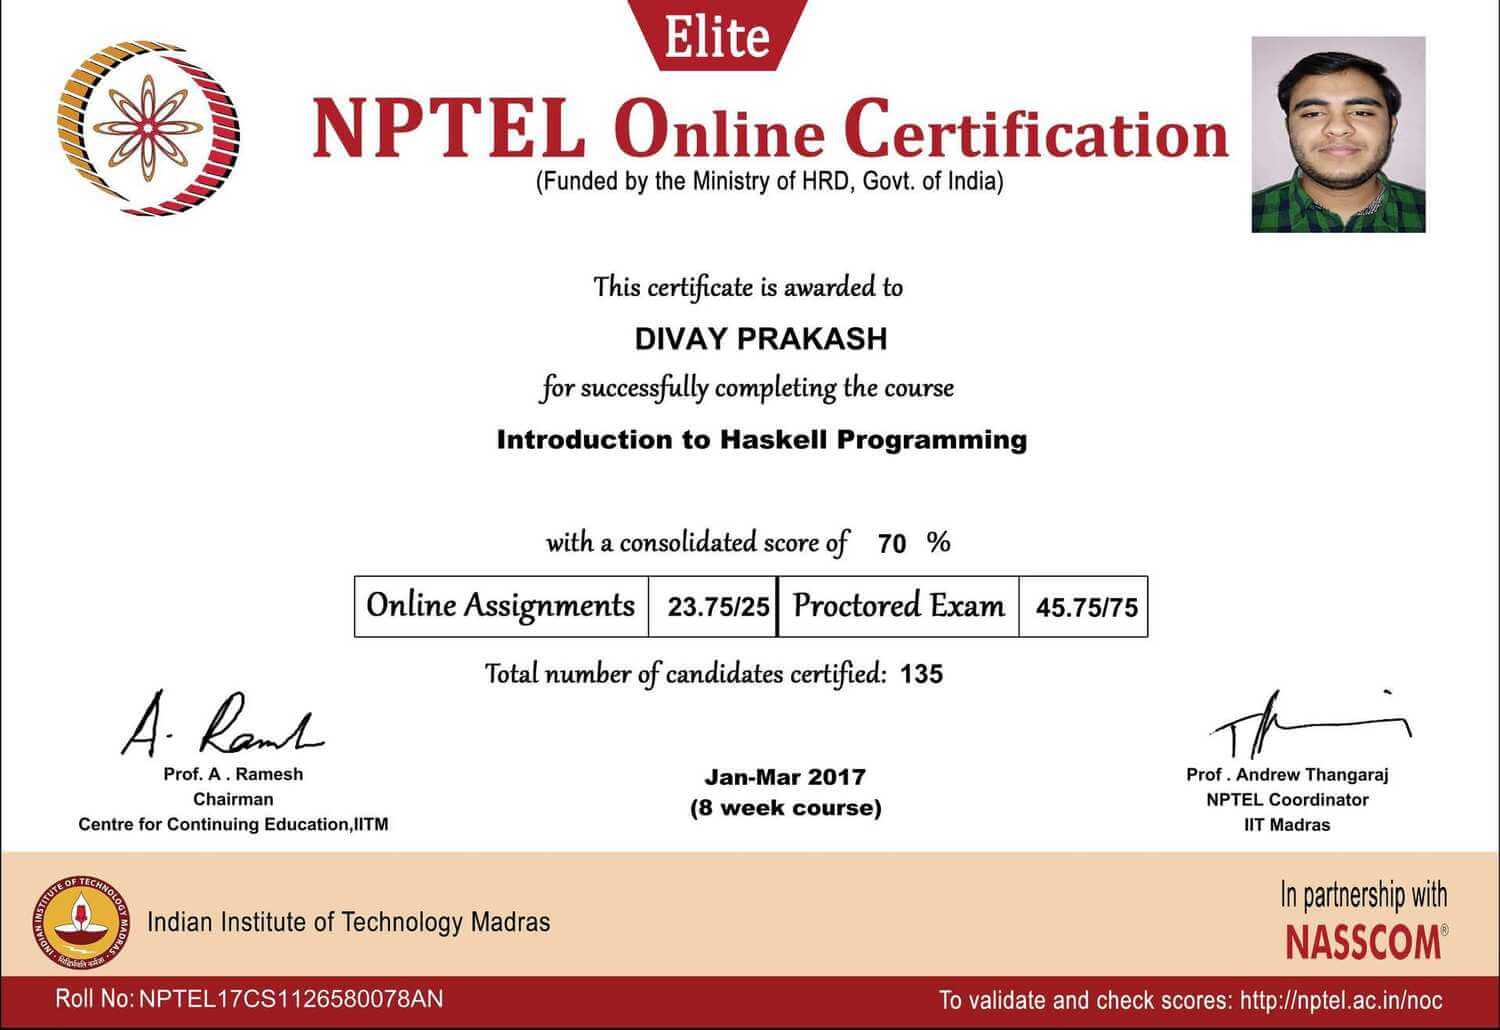 Elite
NPTEL Online Certification
(Funded by the Ministry of HRD, Govt. of India)
This certificate is awarded to
DIVAY PRAKASH
for successfully completing the course
Introduction to Haskell Programming
with a consolidated score of 70 %
Online Assignments 23.75/25 Proctored Exam 45.75/75
Total number of candidates certified: 135
A. Ramesh
Prof. A . Ramesh
Chairman
Centre for Continuing Education,IITM
Jan-Mar 2017
(8 week course)
Prof . Andrew Thangaraj
NPTEL Coordinator
IIT Madras
INDIAN INSTITUTE OF TECHNOLOGY MADRAS
सिद्धिर्भवति कर्मजा
Indian Institute of Technology Madras
In partnership with
NASSCOM®
Roll No: NPTEL17CS1126580078AN
To validate and check scores: http://nptel.ac.in/noc